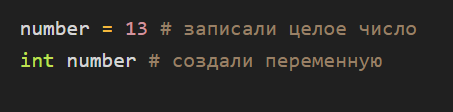 number = 13 # записали целое число
int number # создали переменную